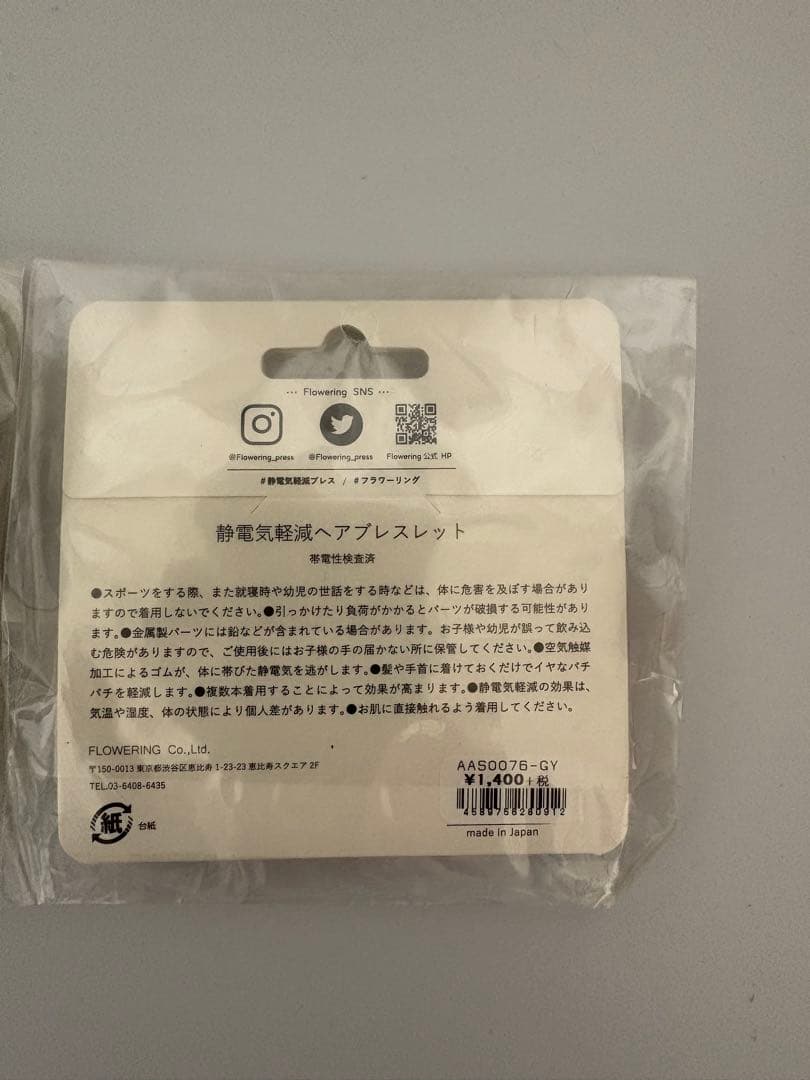 … Flowering SNS …
@Flowering_press @Flowering_press Flowering 公式 HP
#静電気軽減ブレス / #フラワーリング
静電気軽減ヘアブレスレット
帯電性検査済
●スポーツをする際、また就寝時や幼児の世話をする時などは、体に危害を及ぼす場合があり
ますので着用しないでください。●引っかけたり負荷がかかるとパーツが破損する可能性があり
ます。●金属製パーツには鉛などが含まれている場合があります。お子様や幼児が誤って飲み込
む危険がありますので、ご使用後にはお子様の手の届かない所に保管してください。●空気触媒
加工によるゴムが、体に帯びた静電気を逃がします。●髪や手首に着けておくだけでイヤなパチ
パチを軽減します。●複数本着用することによって効果が高まります。●静電気軽減の効果は、
気温や湿度、体の状態により個人差があります。●お肌に直接触れるよう着用してください。
FLOWERING Co.,Ltd.
〒150-0013 東京都渋谷区恵比寿 1-23-23 恵比寿スクエア 2F
TEL.03-6408-6435
紙 台紙
AAS0076-GY
¥1,400+税
4589756280912
made in Japan